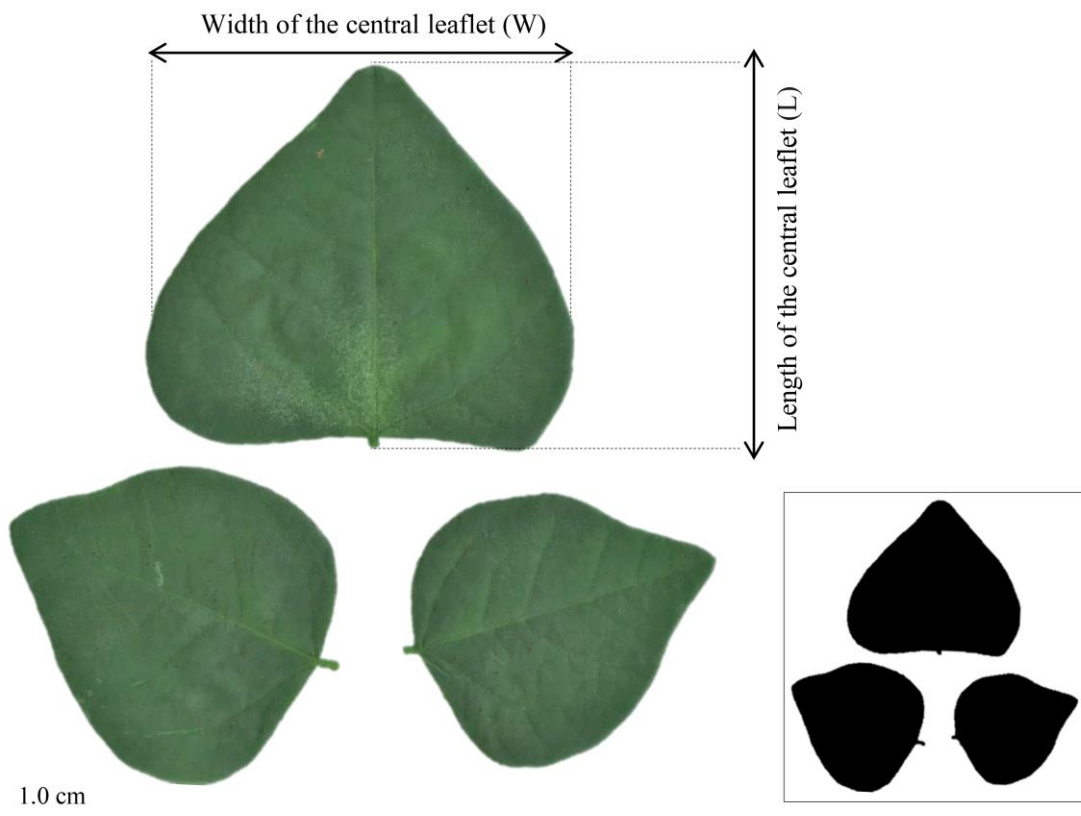 Width of the central leaflet (W)
Length of the central leaflet (L)
1.0 cm